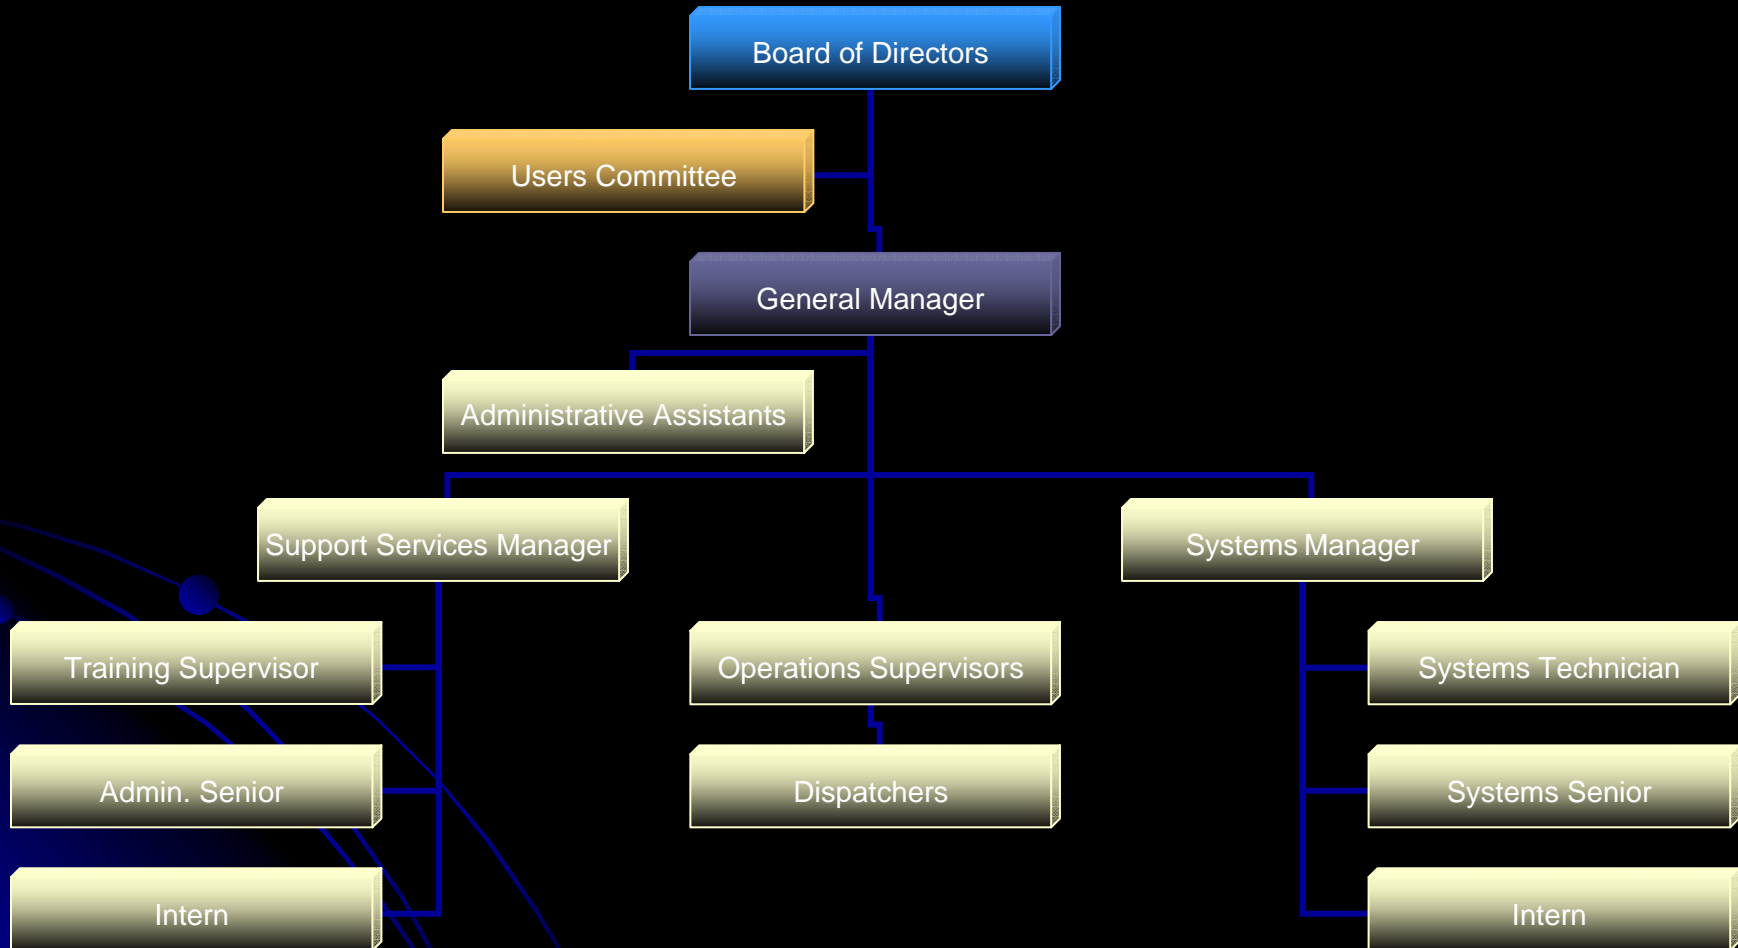 Board of Directors
Users Committee
General Manager
Administrative Assistants
Support Services Manager
Systems Manager
Training Supervisor
Operations Supervisors
Systems Technician
Admin. Senior
Dispatchers
Systems Senior
Intern
Intern